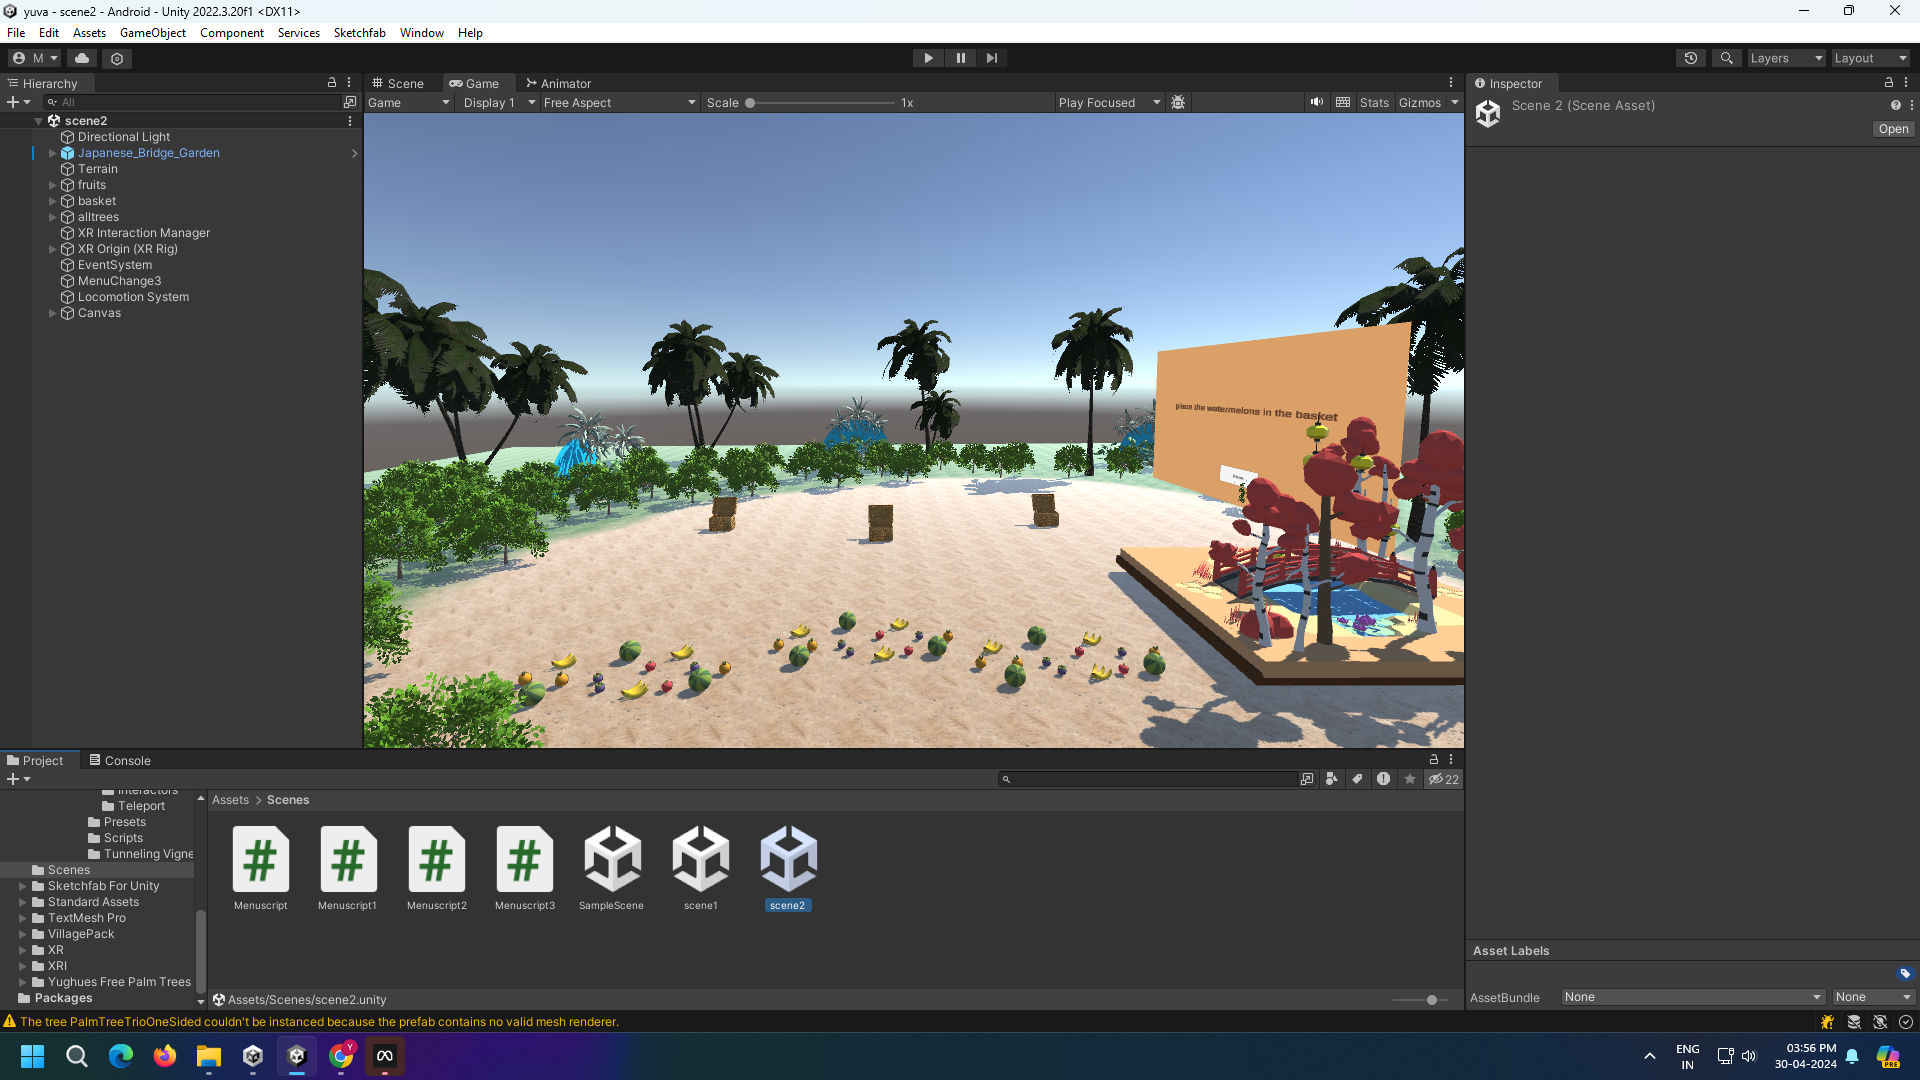 yuva - scene2 - Android - Unity 2022.3.20f1 <DX11>
File Edit Assets GameObject Component Services Sketchfab Window Help
M Layers Layout
Hierarchy
All
scene2
Directional Light
Japanese_Bridge_Garden
Terrain
fruits
basket
alltrees
XR Interaction Manager
XR Origin (XR Rig)
EventSystem
MenuChange3
Locomotion System
Canvas
Scene Game Animator
Game Display 1 Free Aspect Scale 1x Play Focused Stats Gizmos
place the watermelons in the basket
Inspector
Scene 2 (Scene Asset)
Open
Project Console
22
Interactors
Teleport
Presets
Scripts
Tunneling Vigne
Scenes
Sketchfab For Unity
Standard Assets
TextMesh Pro
VillagePack
XR
XRI
Yughues Free Palm Trees
Packages
Assets > Scenes
Menuscript Menuscript1 Menuscript2 Menuscript3 SampleScene scene1 scene2
Assets/Scenes/scene2.unity
Asset Labels
AssetBundle None None
The tree PalmTreeTrioOneSided couldn't be instanced because the prefab contains no valid mesh renderer.
Y
ENG
IN
03:56 PM
30-04-2024
PRE